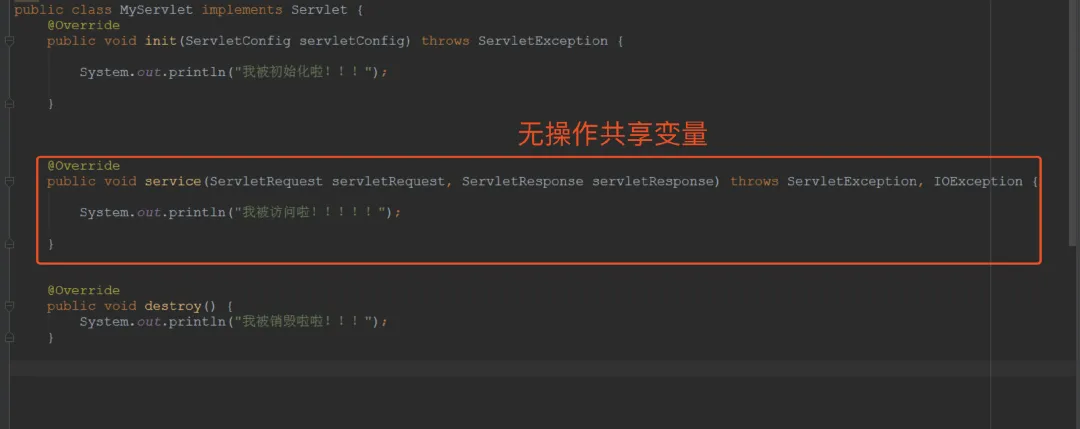 public class MyServlet implements Servlet {
@Override
public void init(ServletConfig servletConfig) throws ServletException {
System.out.println("我被初始化啦！！！");
}
无操作共享变量
@Override
public void service(ServletRequest servletRequest, ServletResponse servletResponse) throws ServletException, IOException {
System.out.println("我被访问啦！！！！！");
}
@Override
public void destroy() {
System.out.println("我被销毁啦啦！！！");
}